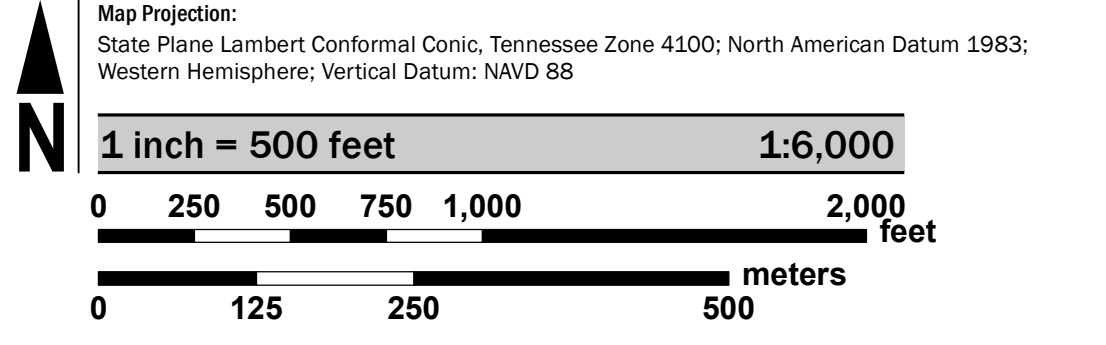 Map Projection:
State Plane Lambert Conformal Conic, Tennessee Zone 4100; North American Datum 1983;
Western Hemisphere; Vertical Datum: NAVD 88
N
1 inch = 500 feet 1:6,000
0 250 500 750 1,000 2,000
feet
meters
0 125 250 500